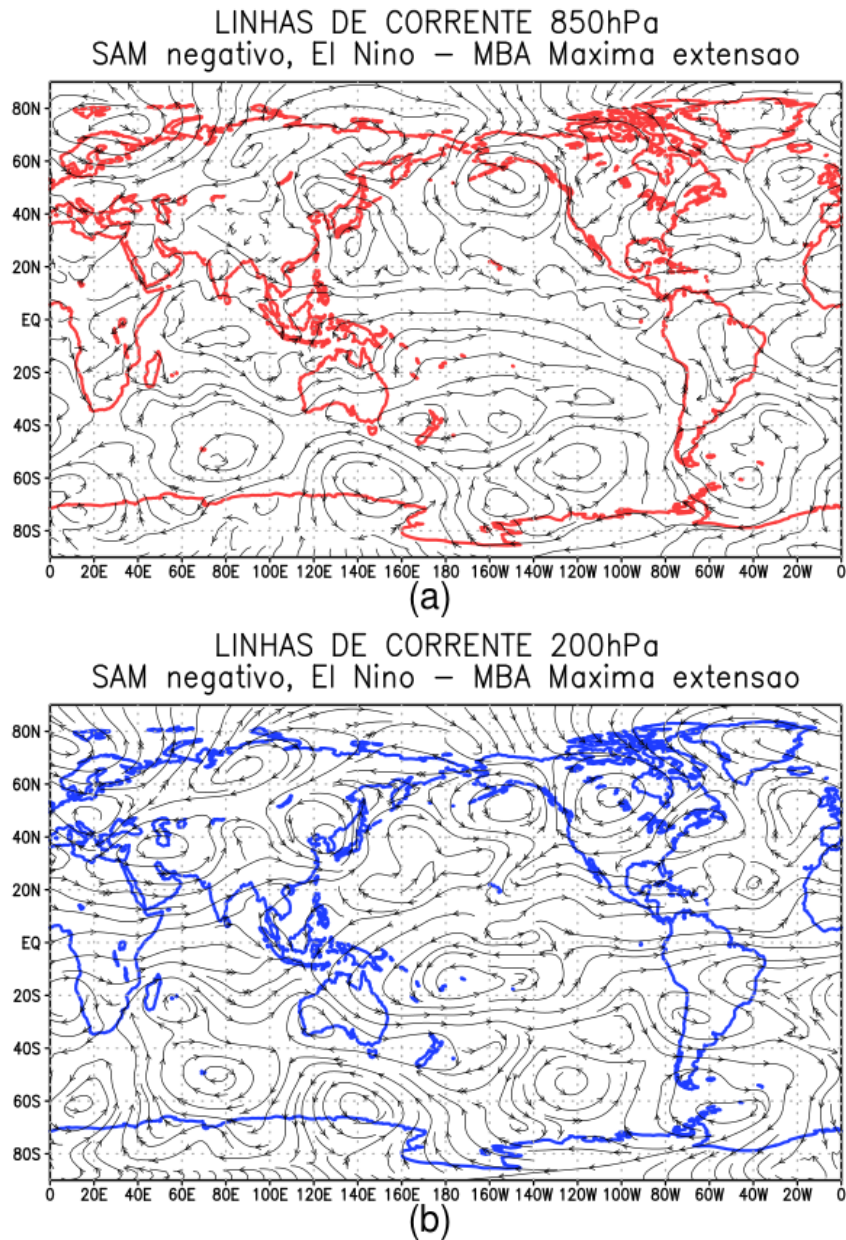 LINHAS DE CORRENTE 850hPa
SAM negativo, El Nino – MBA Maxima extensao
80N
60N
40N
20N
EQ
20S
40S
60S
80S
0 20E 40E 60E 80E 100E 120E 140E 160E 180 160W 140W 120W 100W 80W 60W 40W 20W 0
(a)
LINHAS DE CORRENTE 200hPa
SAM negativo, El Nino – MBA Maxima extensao
80N
60N
40N
20N
EQ
20S
40S
60S
80S
0 20E 40E 60E 80E 100E 120E 140E 160E 180 160W 140W 120W 100W 80W 60W 40W 20W 0
(b)